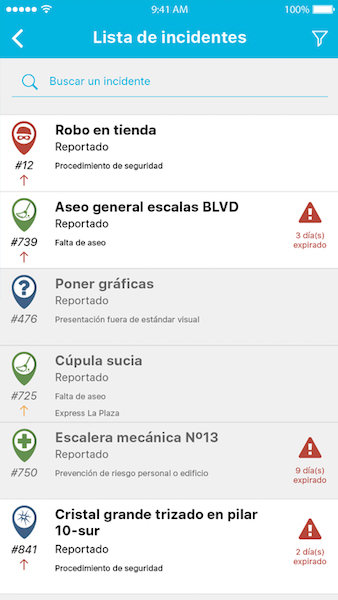 9:41 AM 100%
Lista de incidentes
Buscar un incidente
Robo en tienda
Reportado
#12
Procedimiento de seguridad
Aseo general escalas BLVD
Reportado
#739
Falta de aseo
3 día(s)
expirado
Poner gráficas
Reportado
#476
Presentación fuera de estándar visual
Cúpula sucia
Reportado
#725
Falta de aseo
Express La Plaza
Escalera mecánica Nº13
Reportado
#750
Prevención de riesgo personal o edificio
9 día(s)
expirado
Cristal grande trizado en pilar
10-sur
#841
Reportado
Procedimiento de seguridad
2 día(s)
expirado